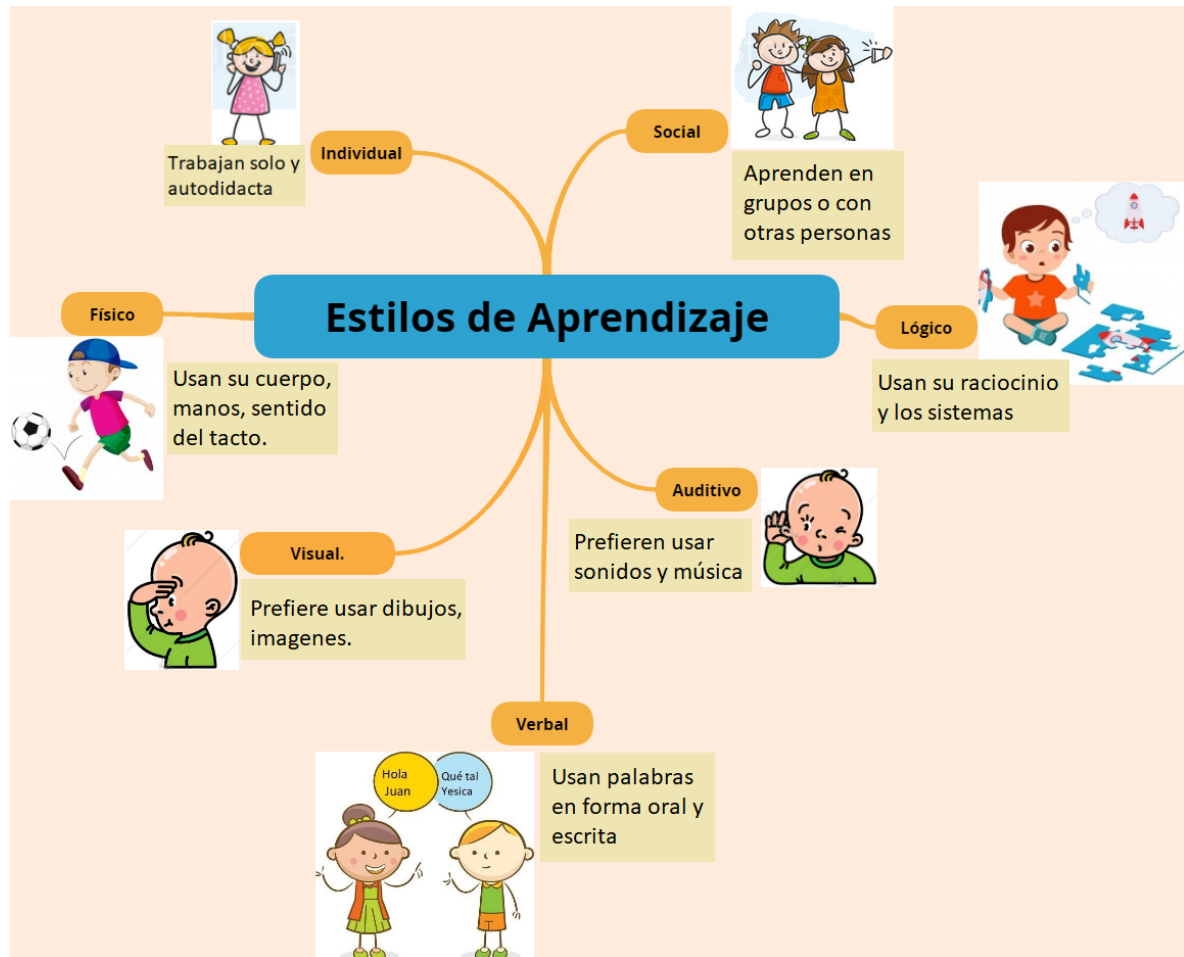 Estilos de Aprendizaje
Individual
Trabajan solo y
autodidacta
Social
Aprenden en
grupos o con
otras personas
Físico
Usan su cuerpo,
manos, sentido
del tacto.
Lógico
Usan su raciocinio
y los sistemas
Visual.
Prefiere usar dibujos,
imagenes.
Auditivo
Prefieren usar
sonidos y música
Verbal
Usan palabras
en forma oral y
escrita
Hola
Juan
Qué tal
Yesica